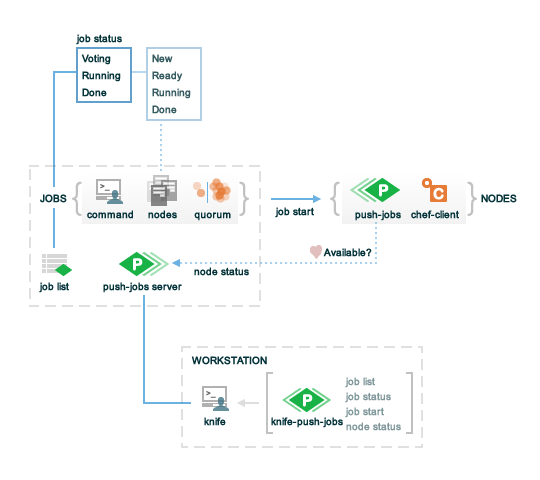 job status
Voting
Running
Done
New
Ready
Running
Done
JOBS
>_
command
nodes
quorum
job start
P
push-jobs
C
chef-client
NODES
Available?
node status
job list
P
push-jobs server
WORKSTATION
>_
knife
P
knife-push-jobs
job list
job status
job start
node status